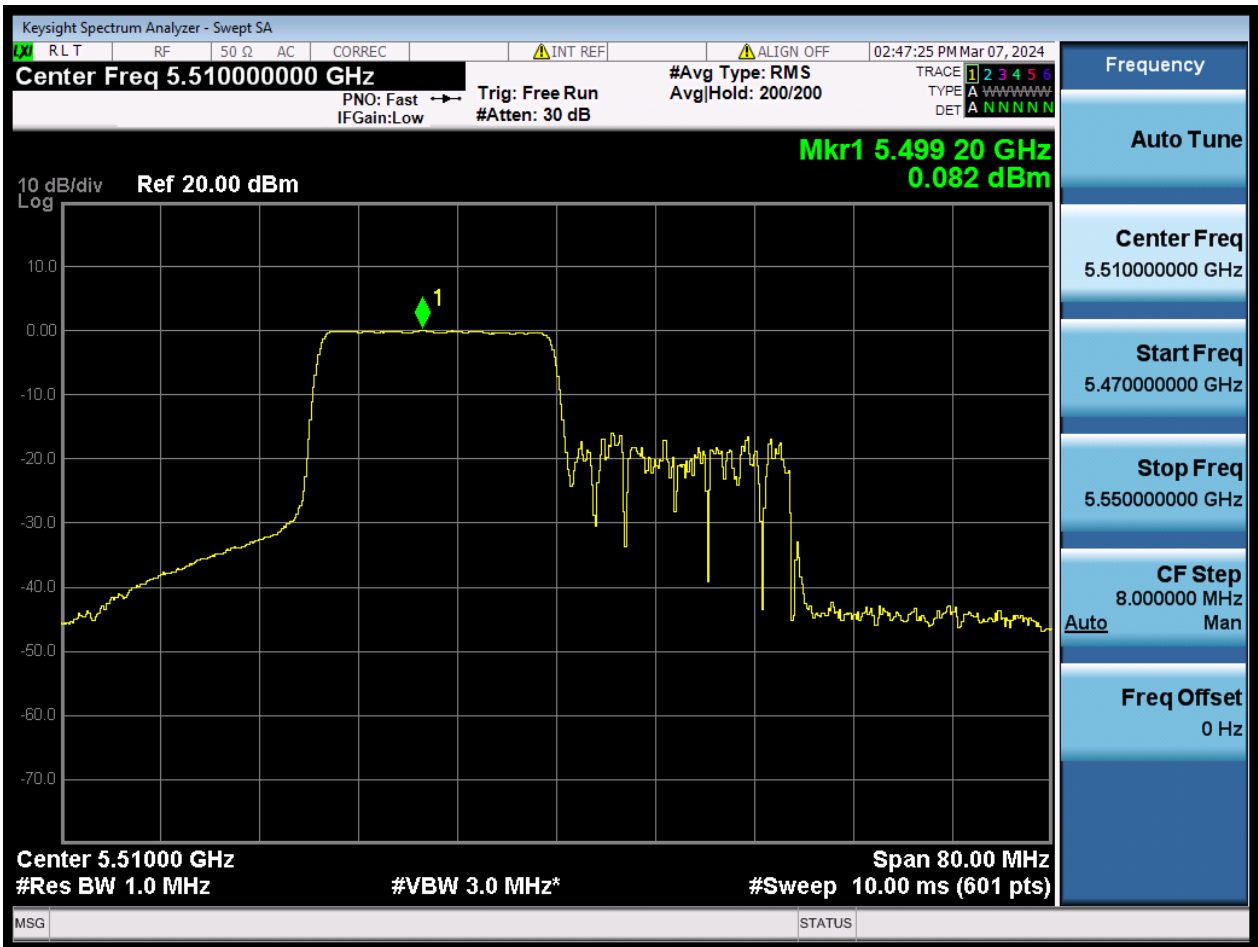 Keysight Spectrum Analyzer - Swept SA
LXI RLT RF 50 Ω AC CORREC INT REF ALIGN OFF 02:47:25 PM Mar 07, 2024
Center Freq 5.510000000 GHz
PNO: Fast
IFGain:Low
Trig: Free Run
#Atten: 30 dB
#Avg Type: RMS
Avg|Hold: 200/200
TRACE 1 2 3 4 5 6
TYPE A WWWWW
DET A N N N N N
Mkr1 5.499 20 GHz
0.082 dBm
10 dB/div Ref 20.00 dBm
Log
1
10.0
0.00
-10.0
-20.0
-30.0
-40.0
-50.0
-60.0
-70.0
Center 5.51000 GHz Span 80.00 MHz
#Res BW 1.0 MHz #VBW 3.0 MHz* #Sweep 10.00 ms (601 pts)
MSG STATUS
Frequency
Auto Tune
Center Freq
5.510000000 GHz
Start Freq
5.470000000 GHz
Stop Freq
5.550000000 GHz
CF Step
8.000000 MHz
Auto Man
Freq Offset
0 Hz